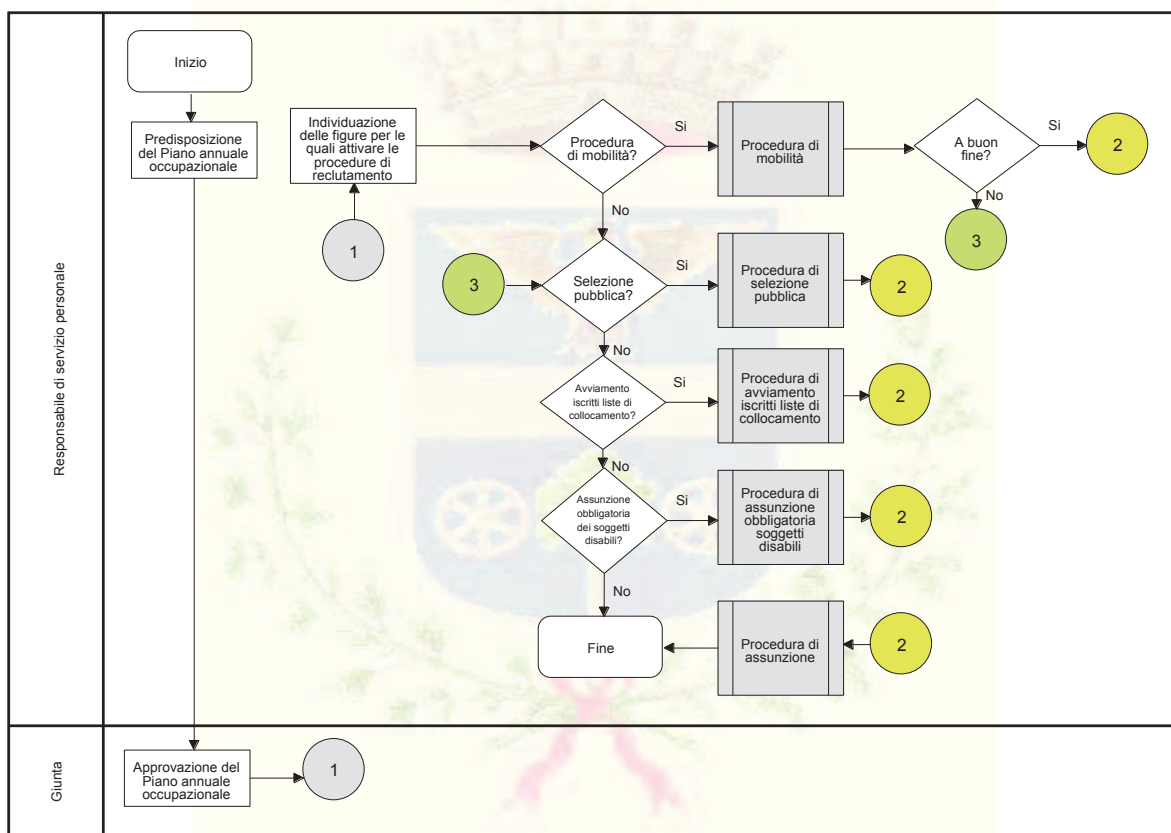 Responsabile di servizio personale
Inizio
Predisposizione
del Piano annuale
occupazionale
Individuazione
delle figure per le
quali attivare le
procedure di
reclutamento
1
Procedura
di mobilità?
Si
Procedura di
mobilità
A buon
fine?
Si
2
No
3
No
3
Selezione
pubblica?
Si
Procedura di
selezione
pubblica
2
No
Avviamento
iscritti liste di
collocamento?
Si
Procedura di
avviamento
iscritti liste di
collocamento
2
No
Assunzione
obbligatoria
dei soggetti
disabili?
Si
Procedura di
assunzione
obbligatoria
soggetti
disabili
2
No
Fine
Procedura di
assunzione
2
Giunta
Approvazione del
Piano annuale
occupazionale
1